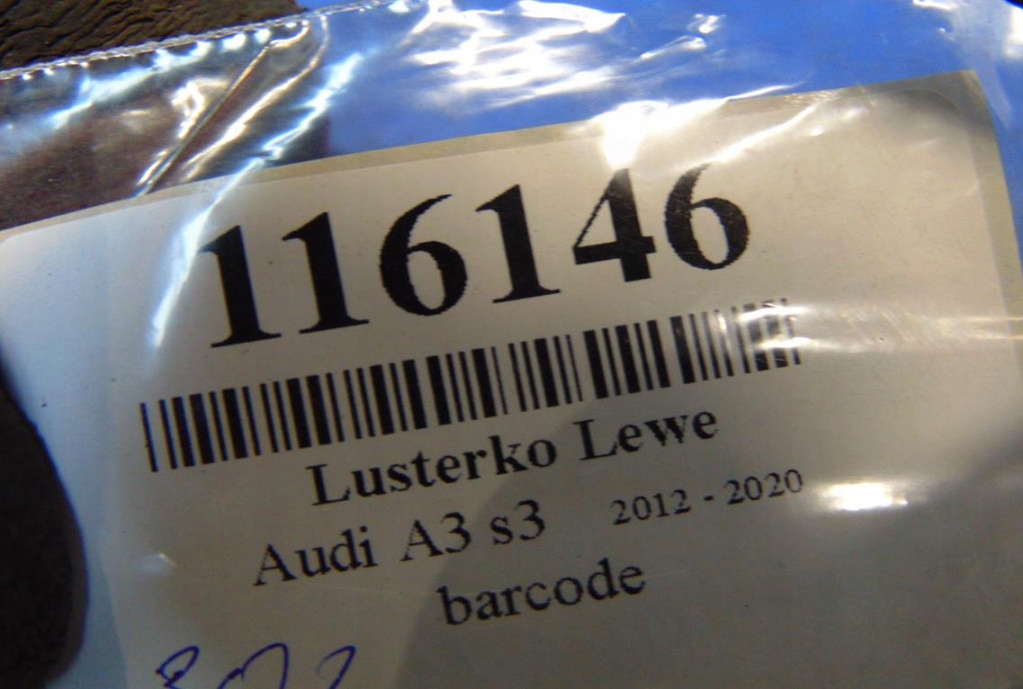 116146
Lusterko Lewe
Audi A3 s3 2012 - 2020
barcode